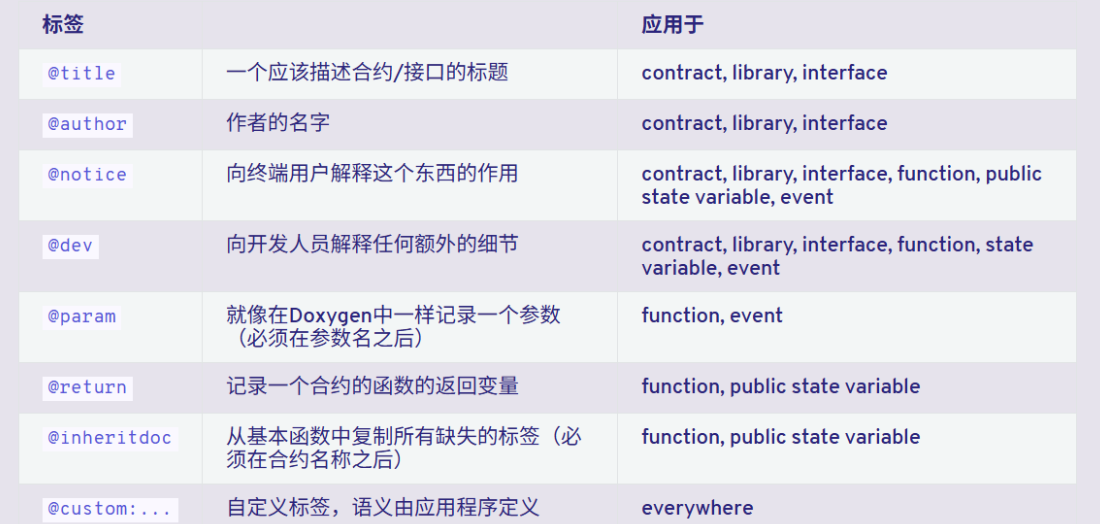 标签 应用于
@title 一个应该描述合约/接口的标题 contract, library, interface
@author 作者的名字 contract, library, interface
@notice 向终端用户解释这个东西的作用 contract, library, interface, function, public
state variable, event
@dev 向开发人员解释任何额外的细节 contract, library, interface, function, state
variable, event
@param 就像在Doxygen中一样记录一个参数 function, event
（必须在参数名之后）
@return 记录一个合约的函数的返回变量 function, public state variable
@inheritdoc 从基本函数中复制所有缺失的标签（必 function, public state variable
须在合约名称之后）
@custom:... 自定义标签，语义由应用程序定义 everywhere